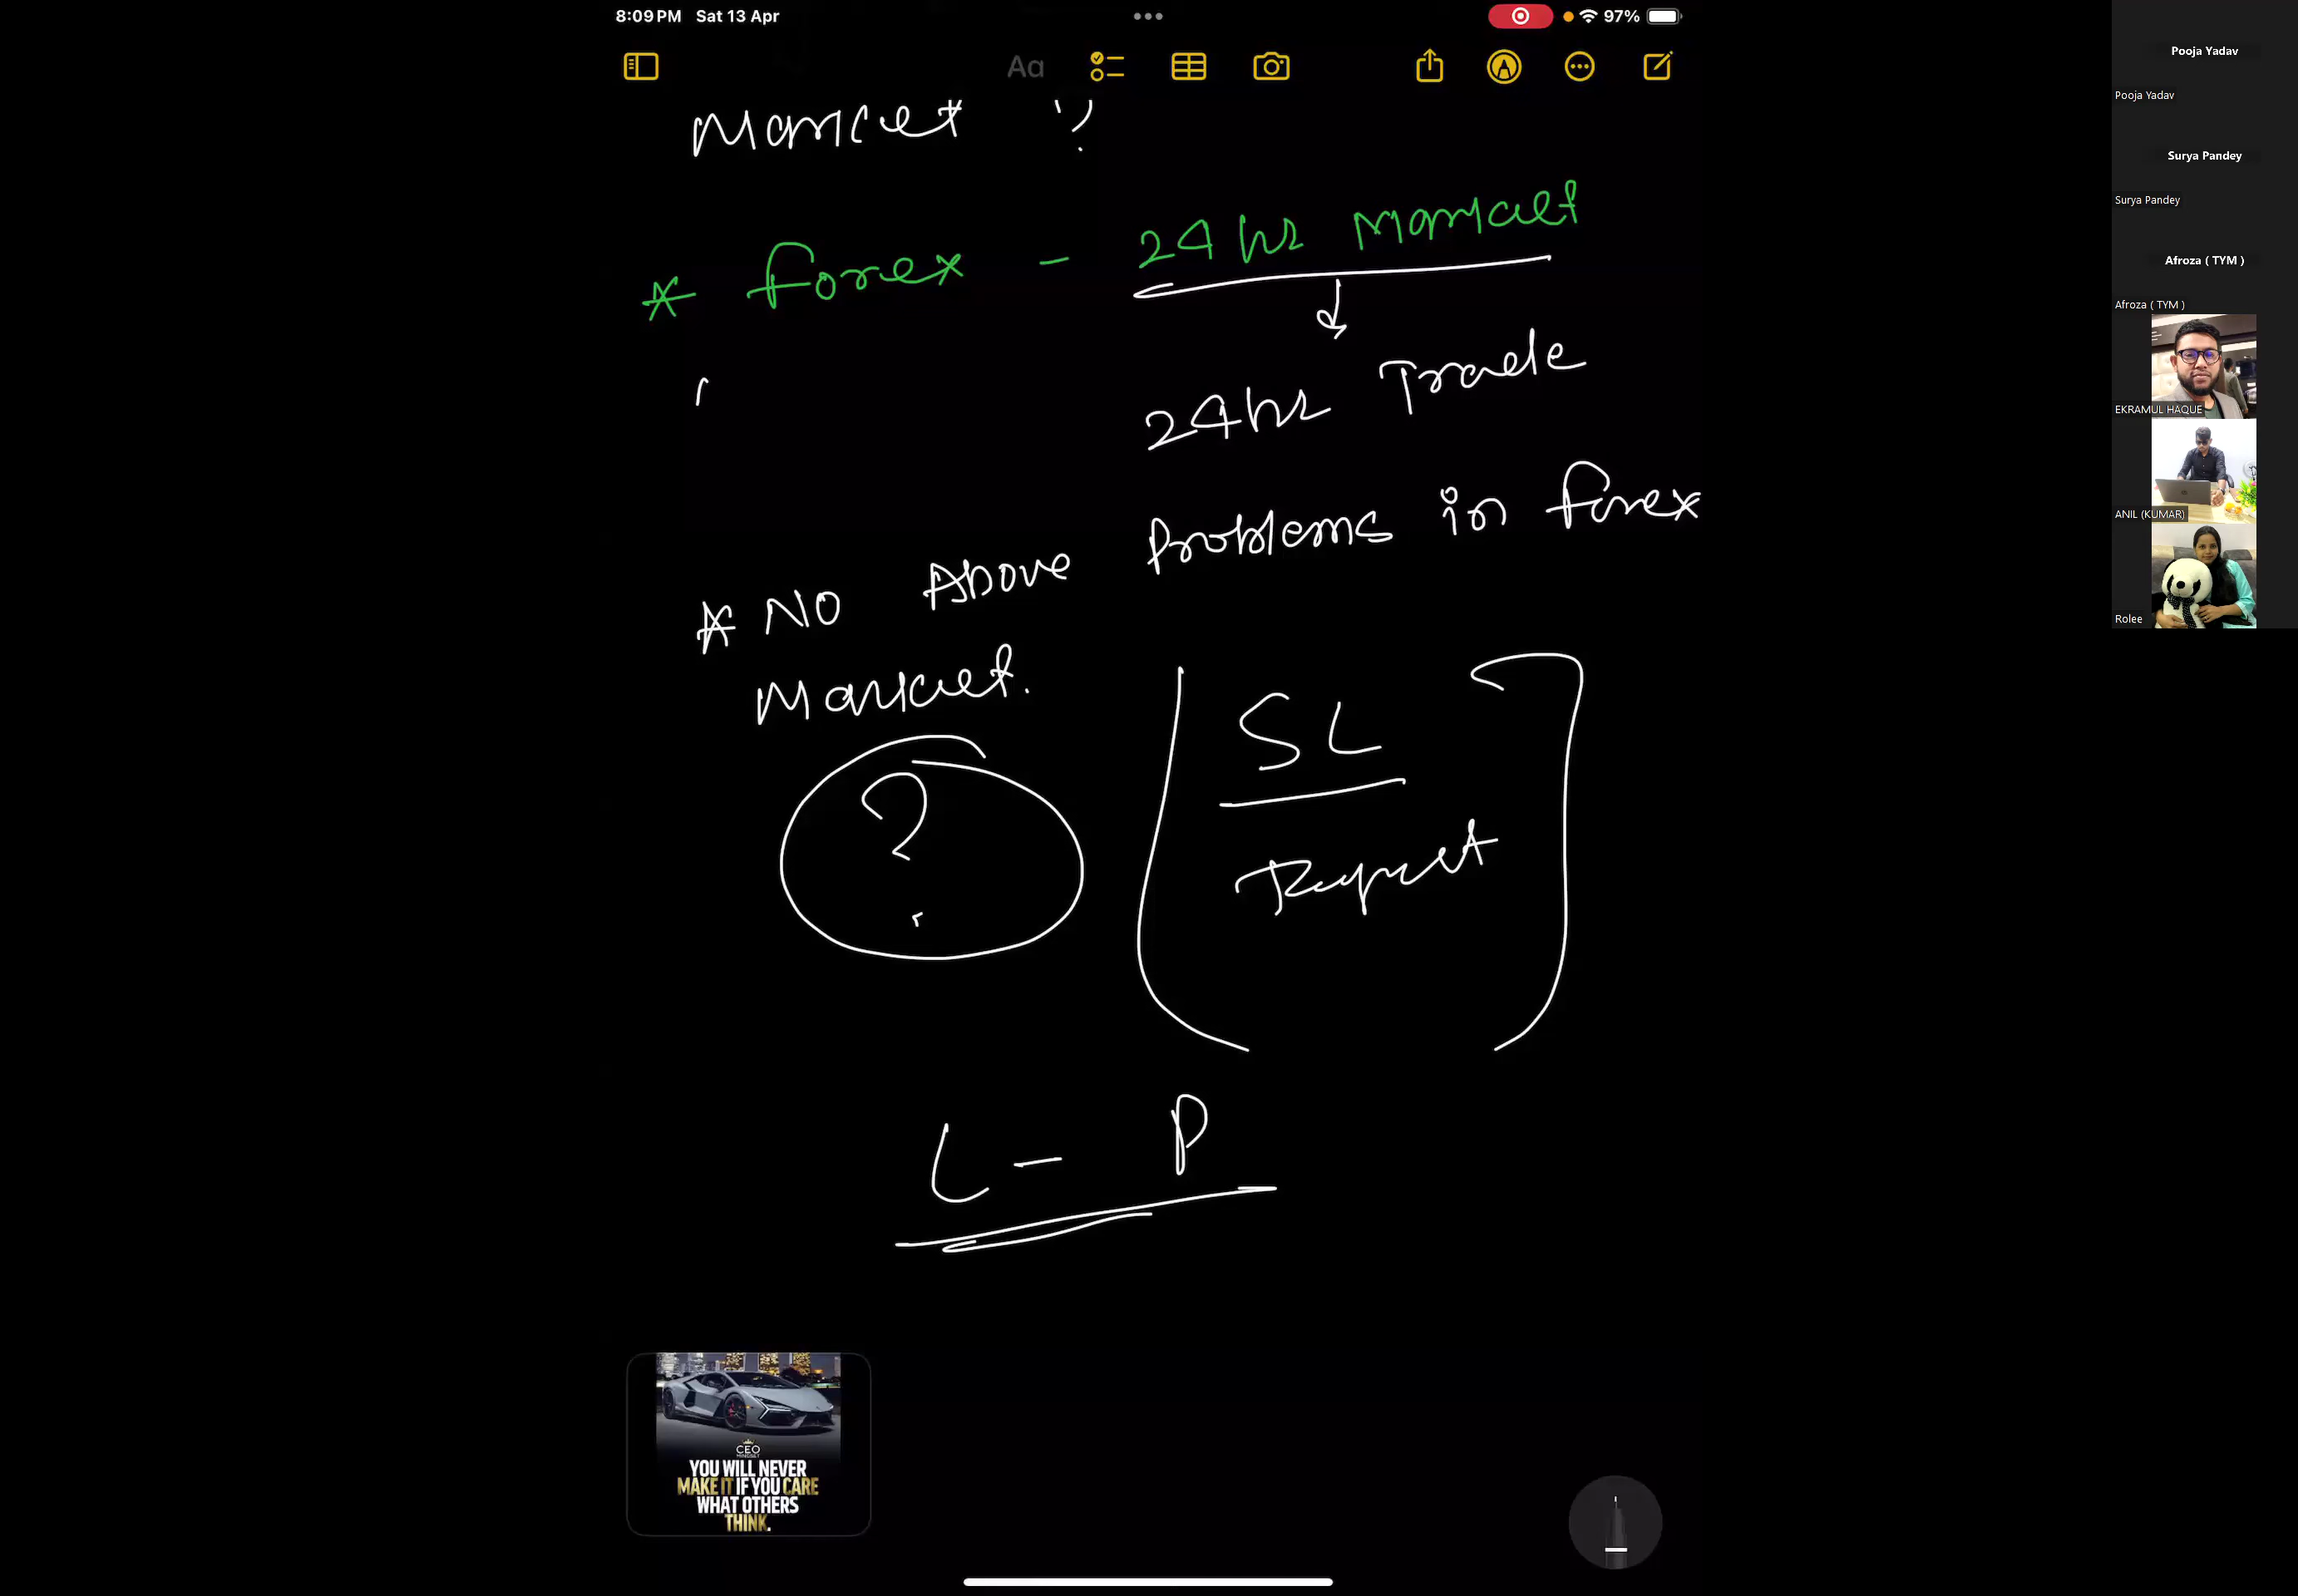 8:09 PM Sat 13 Apr
97%
Aa
Market ?
* Forex - 24 hr Market
24 hr Trade
* NO Above Problems in forex
Market.
?
SL
L - P
CEO
YOU WILL NEVER
MAKE IT IF YOU CARE
WHAT OTHERS
THINK.
Pooja Yadav
Pooja Yadav
Surya Pandey
Surya Pandey
Afroza ( TYM )
Afroza ( TYM )
EKRAMUL HAQUE
ANIL (KUMAR)
Rolee